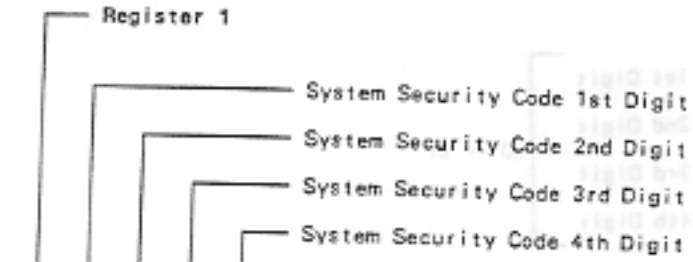 Register 1
System Security Code 1st Digit
System Security Code 2nd Digit
System Security Code 3rd Digit
System Security Code 4th Digit